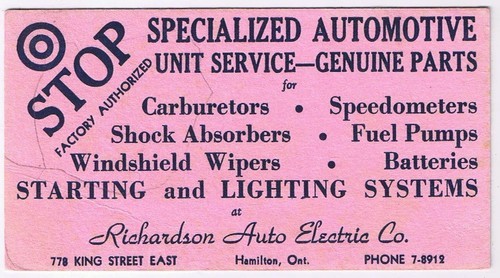 STOP
FACTORY AUTHORIZED
SPECIALIZED AUTOMOTIVE
UNIT SERVICE—GENUINE PARTS
for
Carburetors • Speedometers
Shock Absorbers • Fuel Pumps
Windshield Wipers • Batteries
STARTING and LIGHTING SYSTEMS
at
Richardson Auto Electric Co.
778 KING STREET EAST Hamilton, Ont. PHONE 7-8912